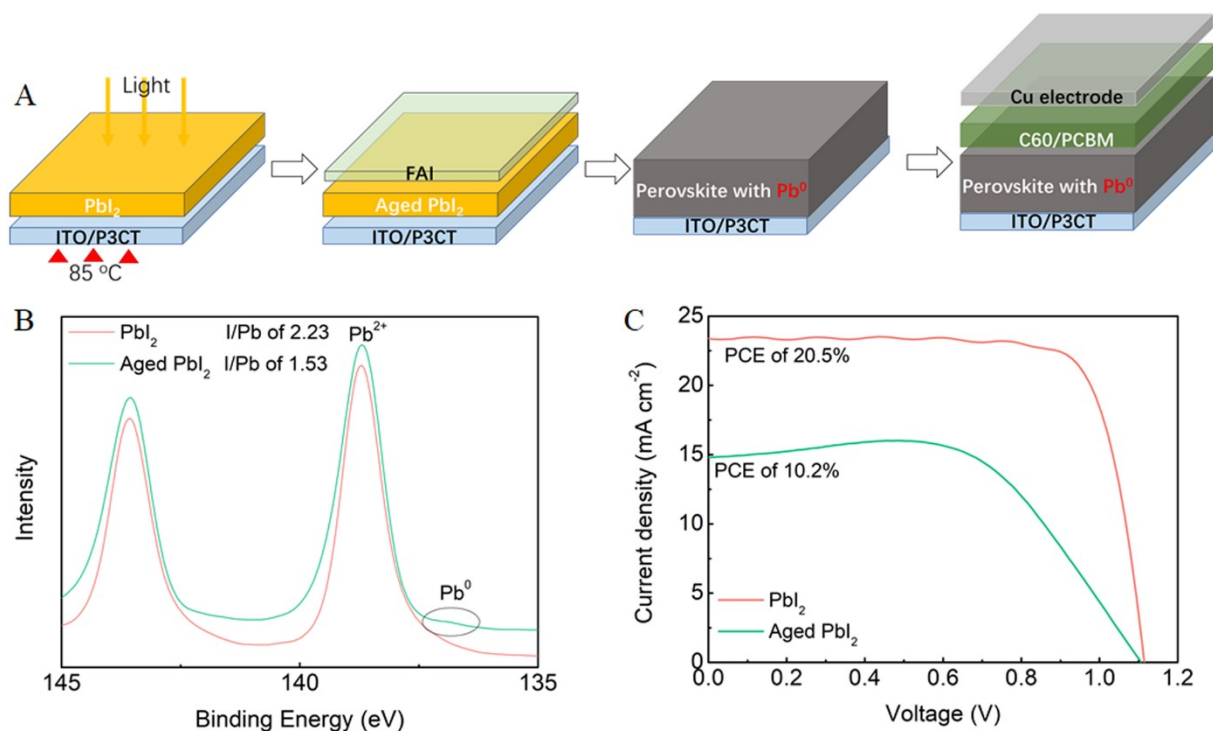 A
Light
PbI₂
ITO/P3CT
85 °C
FAI
Aged PbI₂
ITO/P3CT
Perovskite with Pb⁰
ITO/P3CT
Cu electrode
C60/PCBM
Perovskite with Pb⁰
ITO/P3CT
B
PbI₂ I/Pb of 2.23
Aged PbI₂ I/Pb of 1.53
Pb²⁺
Pb⁰
Intensity
145 140 135
Binding Energy (eV)
C
25
20
15
10
5
0
PCE of 20.5%
PCE of 10.2%
PbI₂
Aged PbI₂
Current density (mA cm⁻²)
0.0 0.2 0.4 0.6 0.8 1.0 1.2
Voltage (V)